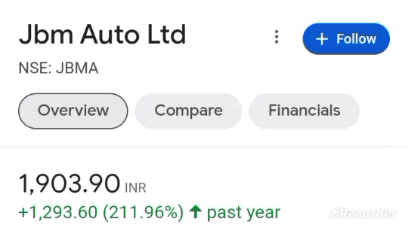 Jbm Auto Ltd
+ Follow
NSE: JBMA
Overview Compare Financials
1,903.90 INR
+1,293.60 (211.96%) ↑ past year
XRecorder